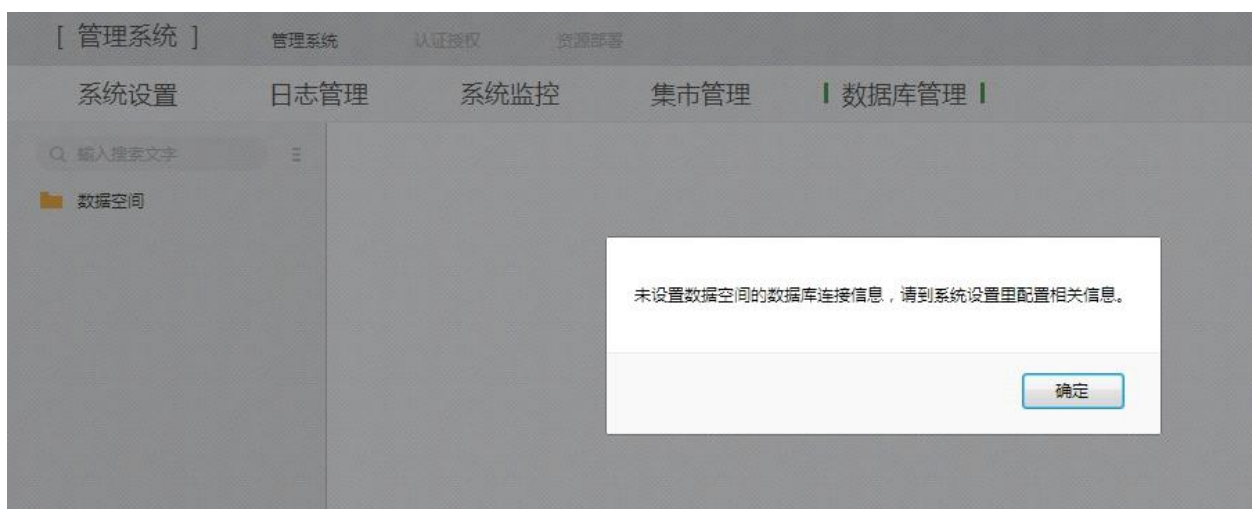 [ 管理系统 ] 管理系统 认证授权 资源部署
系统设置 日志管理 系统监控 集市管理 数据库管理
输入搜索文字
数据空间
未设置数据空间的数据库连接信息，请到系统设置里配置相关信息。
确定